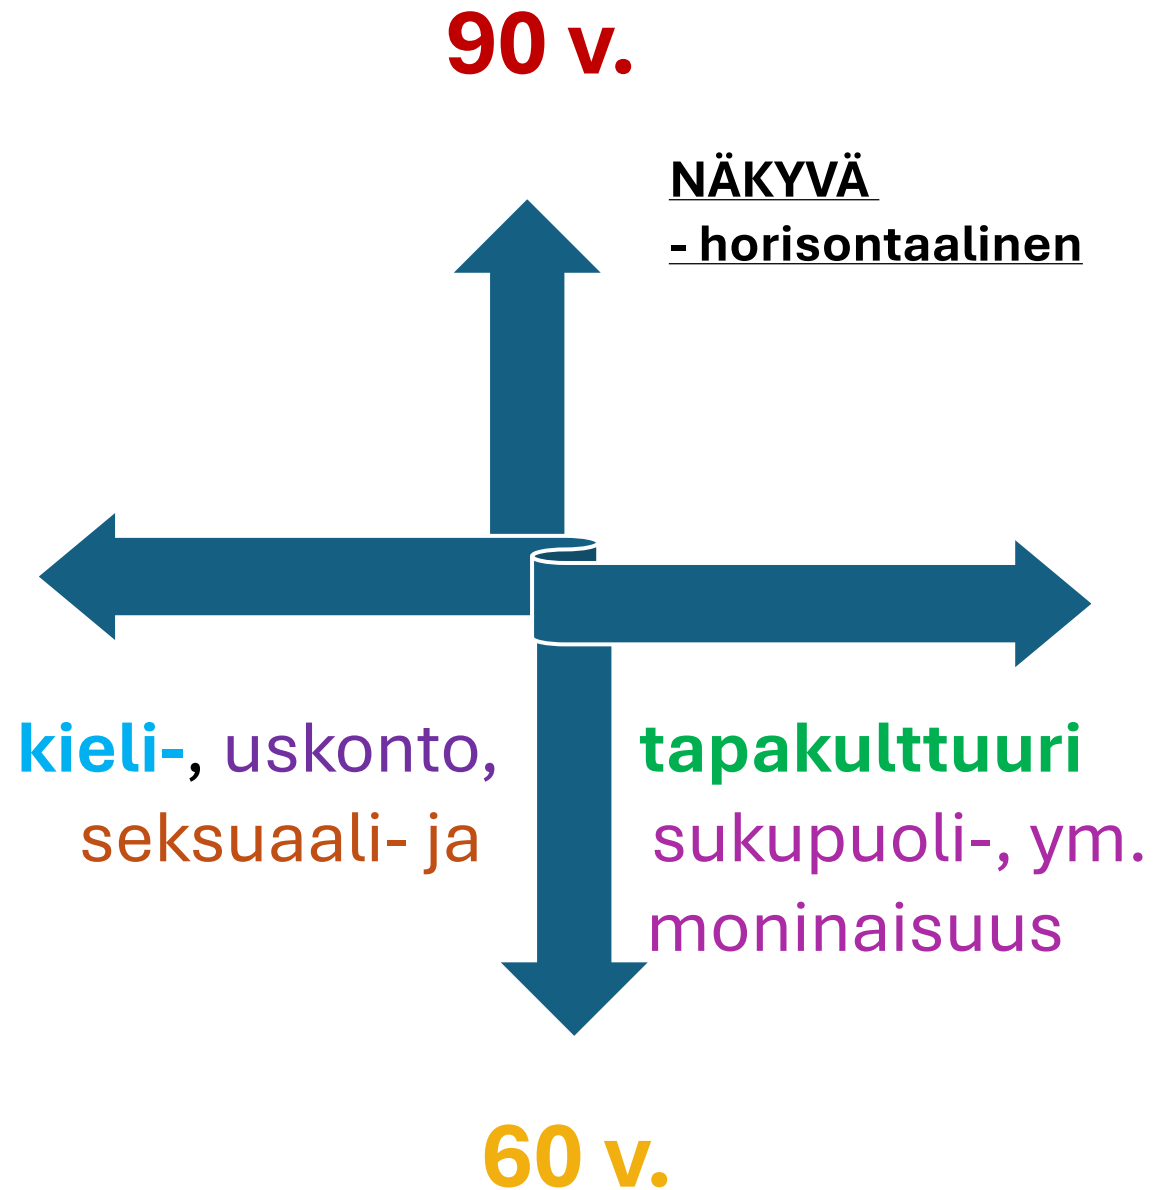 90 v.
NÄKYVÄ
- horisontaalinen
kieli-, uskonto, tapakulttuuri
seksuaali- ja sukupuoli-, ym.
moninaisuus
60 v.